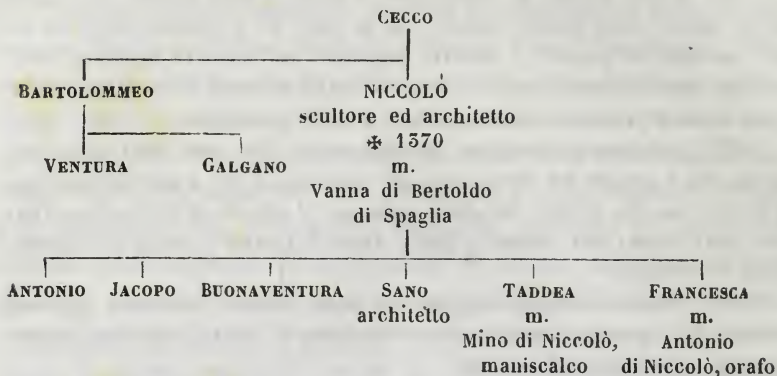 CECCO
BARTOLOMMEO NICCOLÒ
scultore ed architetto
✠ 1370
VENTURA GALGANO m.
Vanna di Bertoldo
di Spaglia
ANTONIO JACOPO BUONAVENTURA SANO TADDEA FRANCESCA
architetto m. m.
Mino di Niccolò, Antonio
maniscalco di Niccolò, orafo